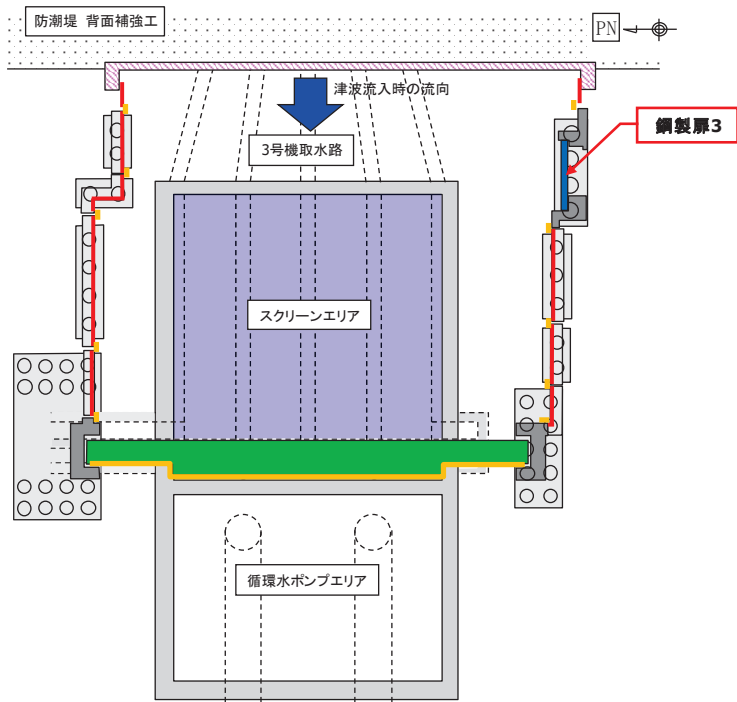 防潮堤 背面補強工
PN
津波流入時の流向
鋼製扉3
3号機取水路
スクリーンエリア
循環水ポンプエリア